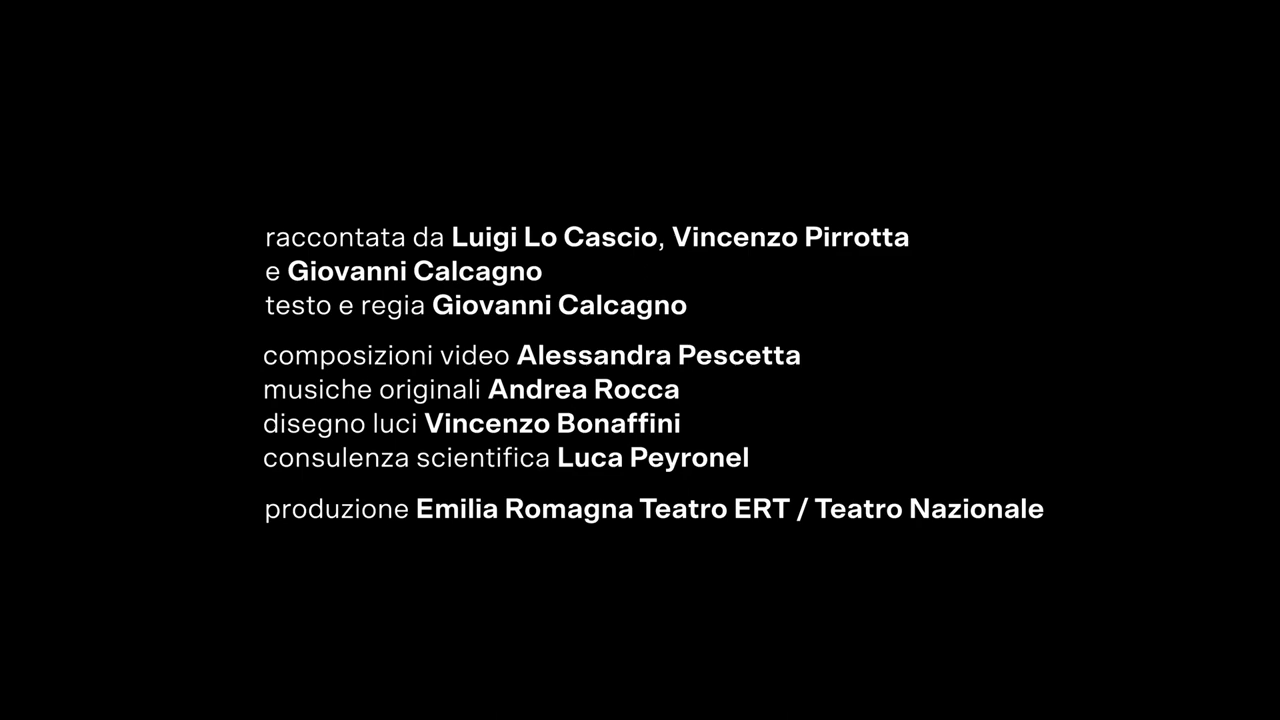 raccontata da Luigi Lo Cascio, Vincenzo Pirrotta
e Giovanni Calcagno
testo e regia Giovanni Calcagno
composizioni video Alessandra Pescetta
musiche originali Andrea Rocca
disegno luci Vincenzo Bonaffini
consulenza scientifica Luca Peyronel
produzione Emilia Romagna Teatro ERT / Teatro Nazionale